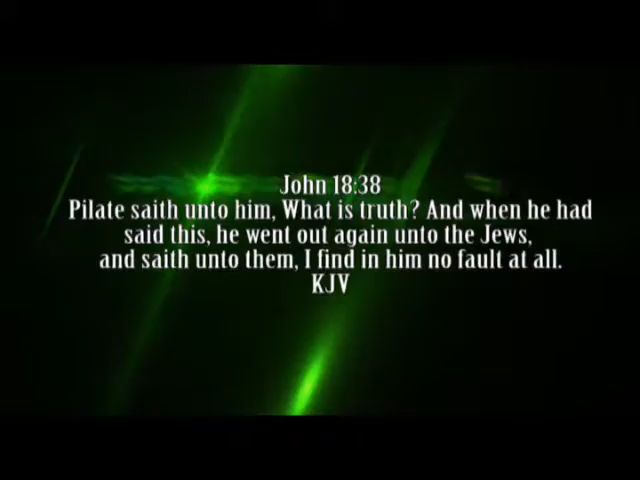 John 18:38
Pilate saith unto him, What is truth? And when he had
said this, he went out again unto the Jews,
and saith unto them, I find in him no fault at all.
KJV